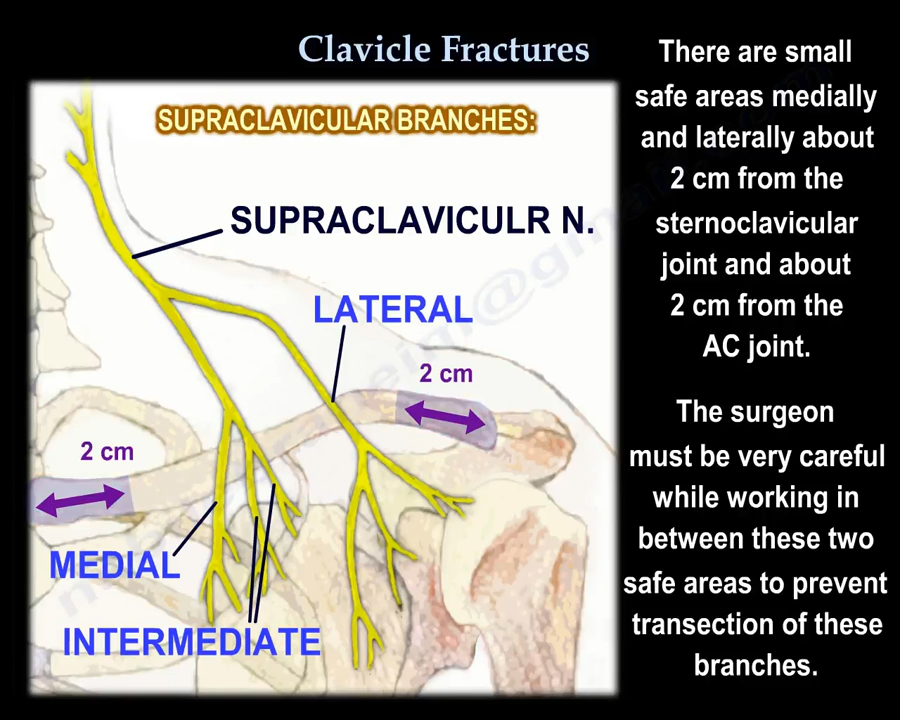 Clavicle Fractures
SUPRACLAVICULAR BRANCHES:
SUPRACLAVICULR N.
LATERAL
2 cm
2 cm
MEDIAL
INTERMEDIATE
There are small
safe areas medially
and laterally about
2 cm from the
sternoclavicular
joint and about
2 cm from the
AC joint.
The surgeon
must be very careful
while working in
between these two
safe areas to prevent
transection of these
branches.